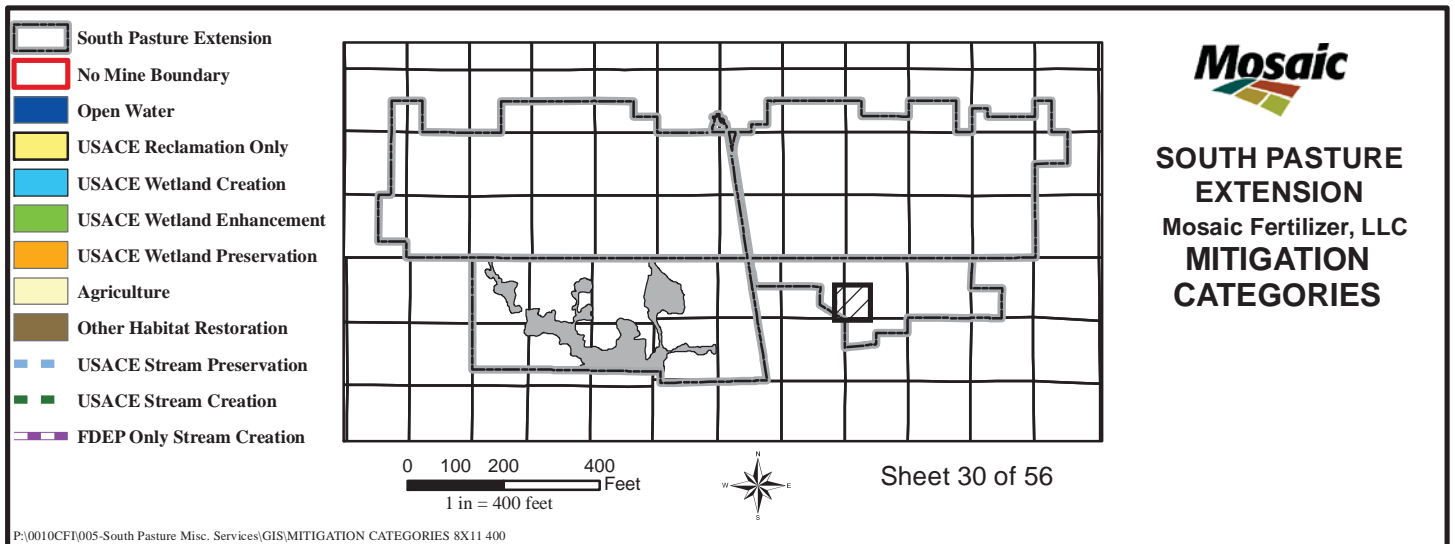 South Pasture Extension
No Mine Boundary
Open Water
USACE Reclamation Only
USACE Wetland Creation
USACE Wetland Enhancement
USACE Wetland Preservation
Agriculture
Other Habitat Restoration
USACE Stream Preservation
USACE Stream Creation
FDEP Only Stream Creation
0 100 200 400
Feet
1 in = 400 feet
N
W E
S
Sheet 30 of 56
Mosaic
SOUTH PASTURE
EXTENSION
Mosaic Fertilizer, LLC
MITIGATION
CATEGORIES
P:\0010CFI\005-South Pasture Misc. Services\GIS\MITIGATION CATEGORIES 8X11 400